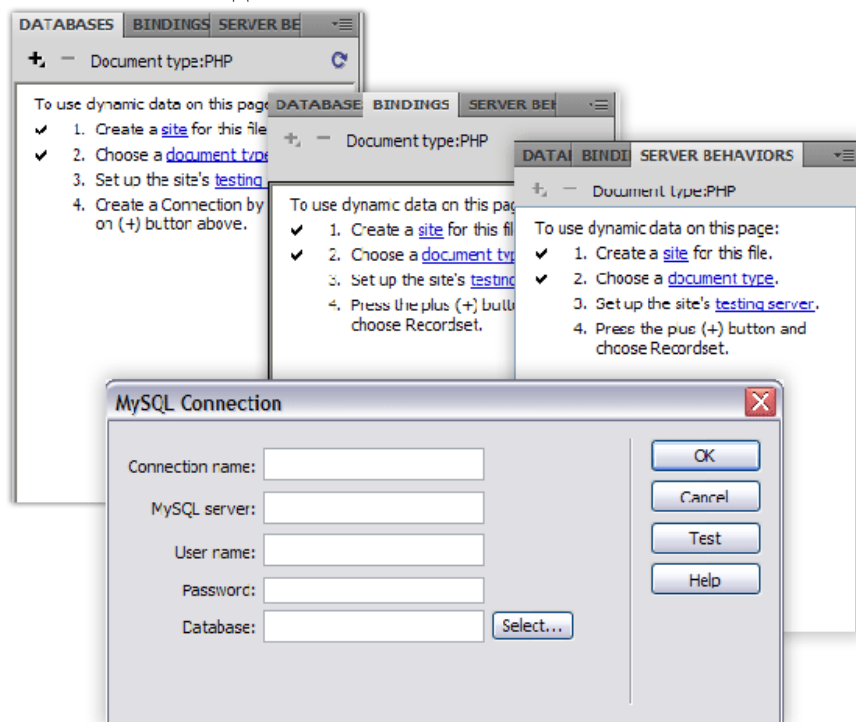 DATABASES BINDINGS SERVER BE
Document type:PHP
To use dynamic data on this page
1. Create a site for this file
2. Choose a document type
3. Set up the site's testing
4. Create a Connection by
on (+) button above.
DATABASE BINDINGS SERVER BEH
Document type:PHP
To use dynamic data on this pag
1. Create a site for this fil
2. Choose a document typ
3. Set up the site's testing
4. Press the plus (+) butto
choose Recordset.
DATAI BINDII SERVER BEHAVIORS
Document type:PHP
To use dynamic data on this page:
1. Create a site for this file.
2. Choose a document type.
3. Set up the site's testing server.
4. Press the plus (+) button and
choose Recordset.
MySQL Connection
Connection name:
MySQL server:
User name:
Password:
Database:
Select...
OK
Cancel
Test
Help